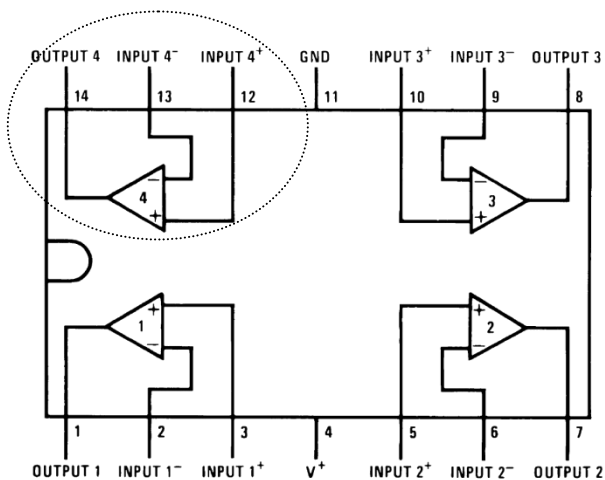 OUTPUT 4 INPUT 4⁻ INPUT 4⁺ GND INPUT 3⁺ INPUT 3⁻ OUTPUT 3
14 13 12 11 10 9 8
− −
4 3
+ +
+ +
1 2
− −
1 2 3 4 5 6 7
OUTPUT 1 INPUT 1⁻ INPUT 1⁺ V⁺ INPUT 2⁺ INPUT 2⁻ OUTPUT 2